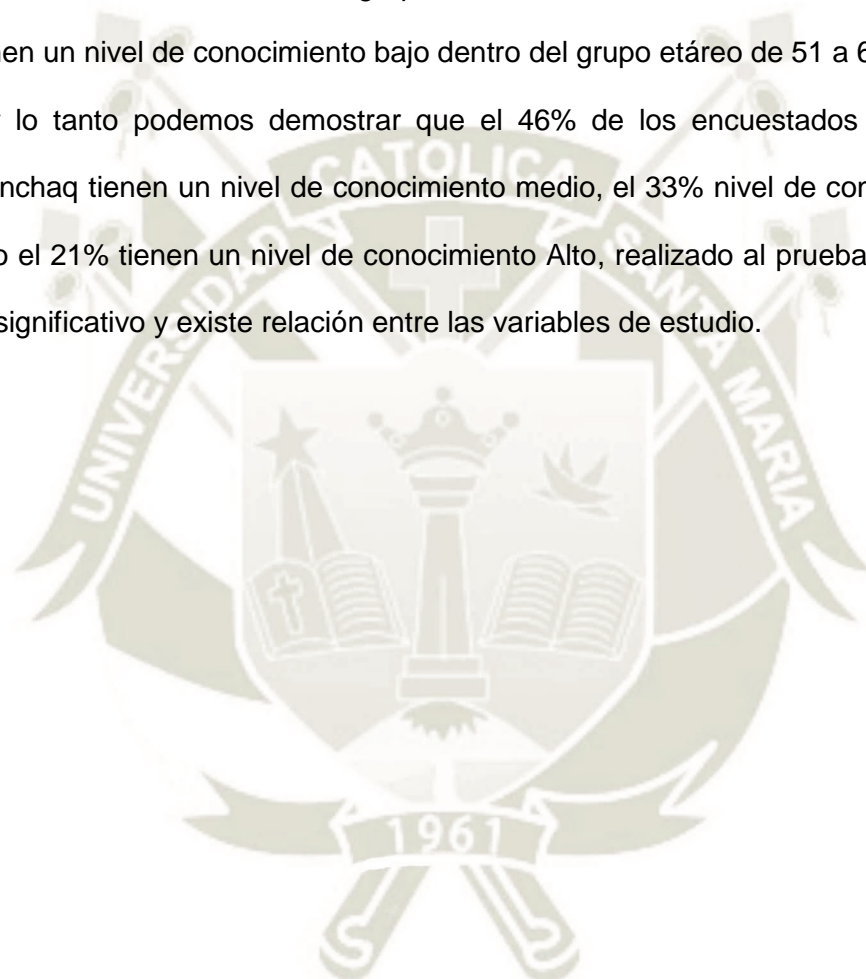 en un nivel de conocimiento bajo dentro del grupo etáreo de 51 a 6
lo tanto podemos demostrar que el 46% de los encuestados
nchaq tienen un nivel de conocimiento medio, el 33% nivel de con
o el 21% tienen un nivel de conocimiento Alto, realizado al prueba
significativo y existe relación entre las variables de estudio.
UNIVERSIDAD CATOLICA SANTA MARIA
1961